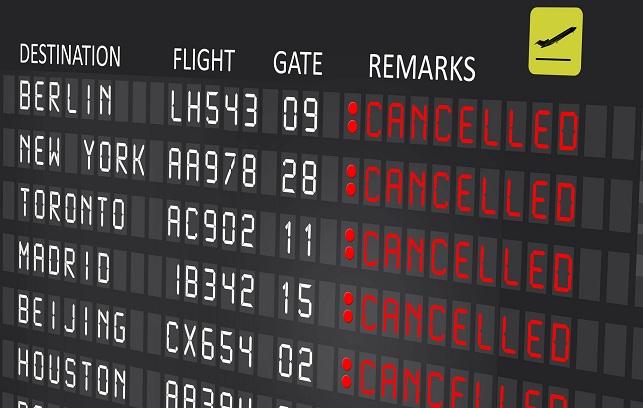 DESTINATION FLIGHT GATE REMARKS
BERLIN LH543 09 CANCELLED
NEW YORK AA978 28 CANCELLED
TORONTO AC902 11 CANCELLED
MADRID IB342 15 CANCELLED
BEIJING CX654 02 CANCELLED
HOUSTON